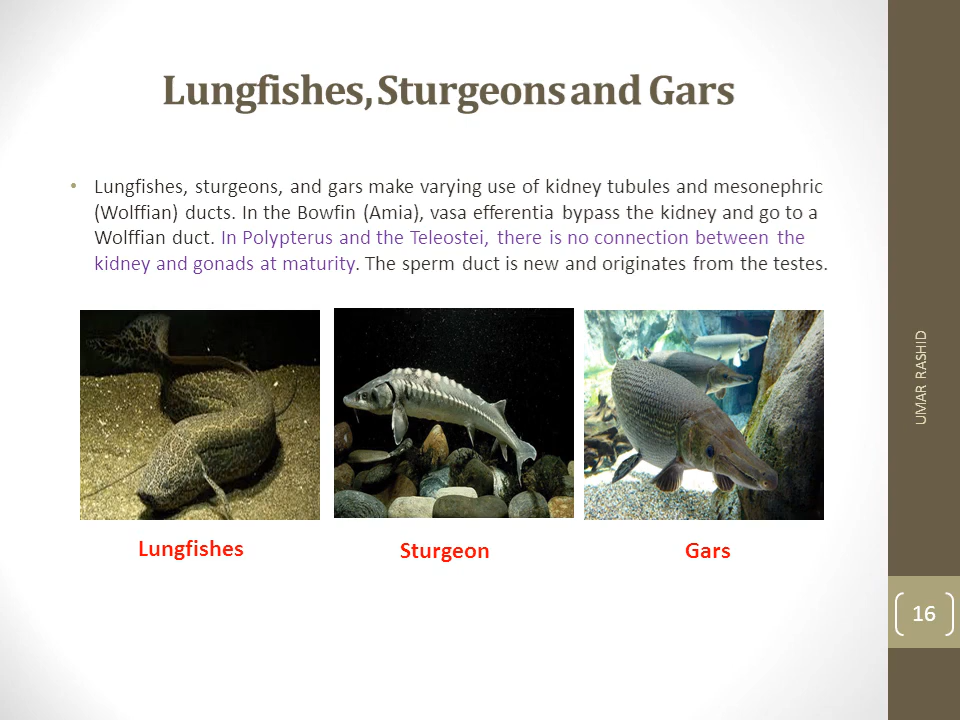 Lungfishes, Sturgeons and Gars
• Lungfishes, sturgeons, and gars make varying use of kidney tubules and mesonephric
(Wolffian) ducts. In the Bowfin (Amia), vasa efferentia bypass the kidney and go to a
Wolffian duct. In Polypterus and the Teleostei, there is no connection between the
kidney and gonads at maturity. The sperm duct is new and originates from the testes.
Lungfishes
Sturgeon
Gars
UMAR RASHID
16